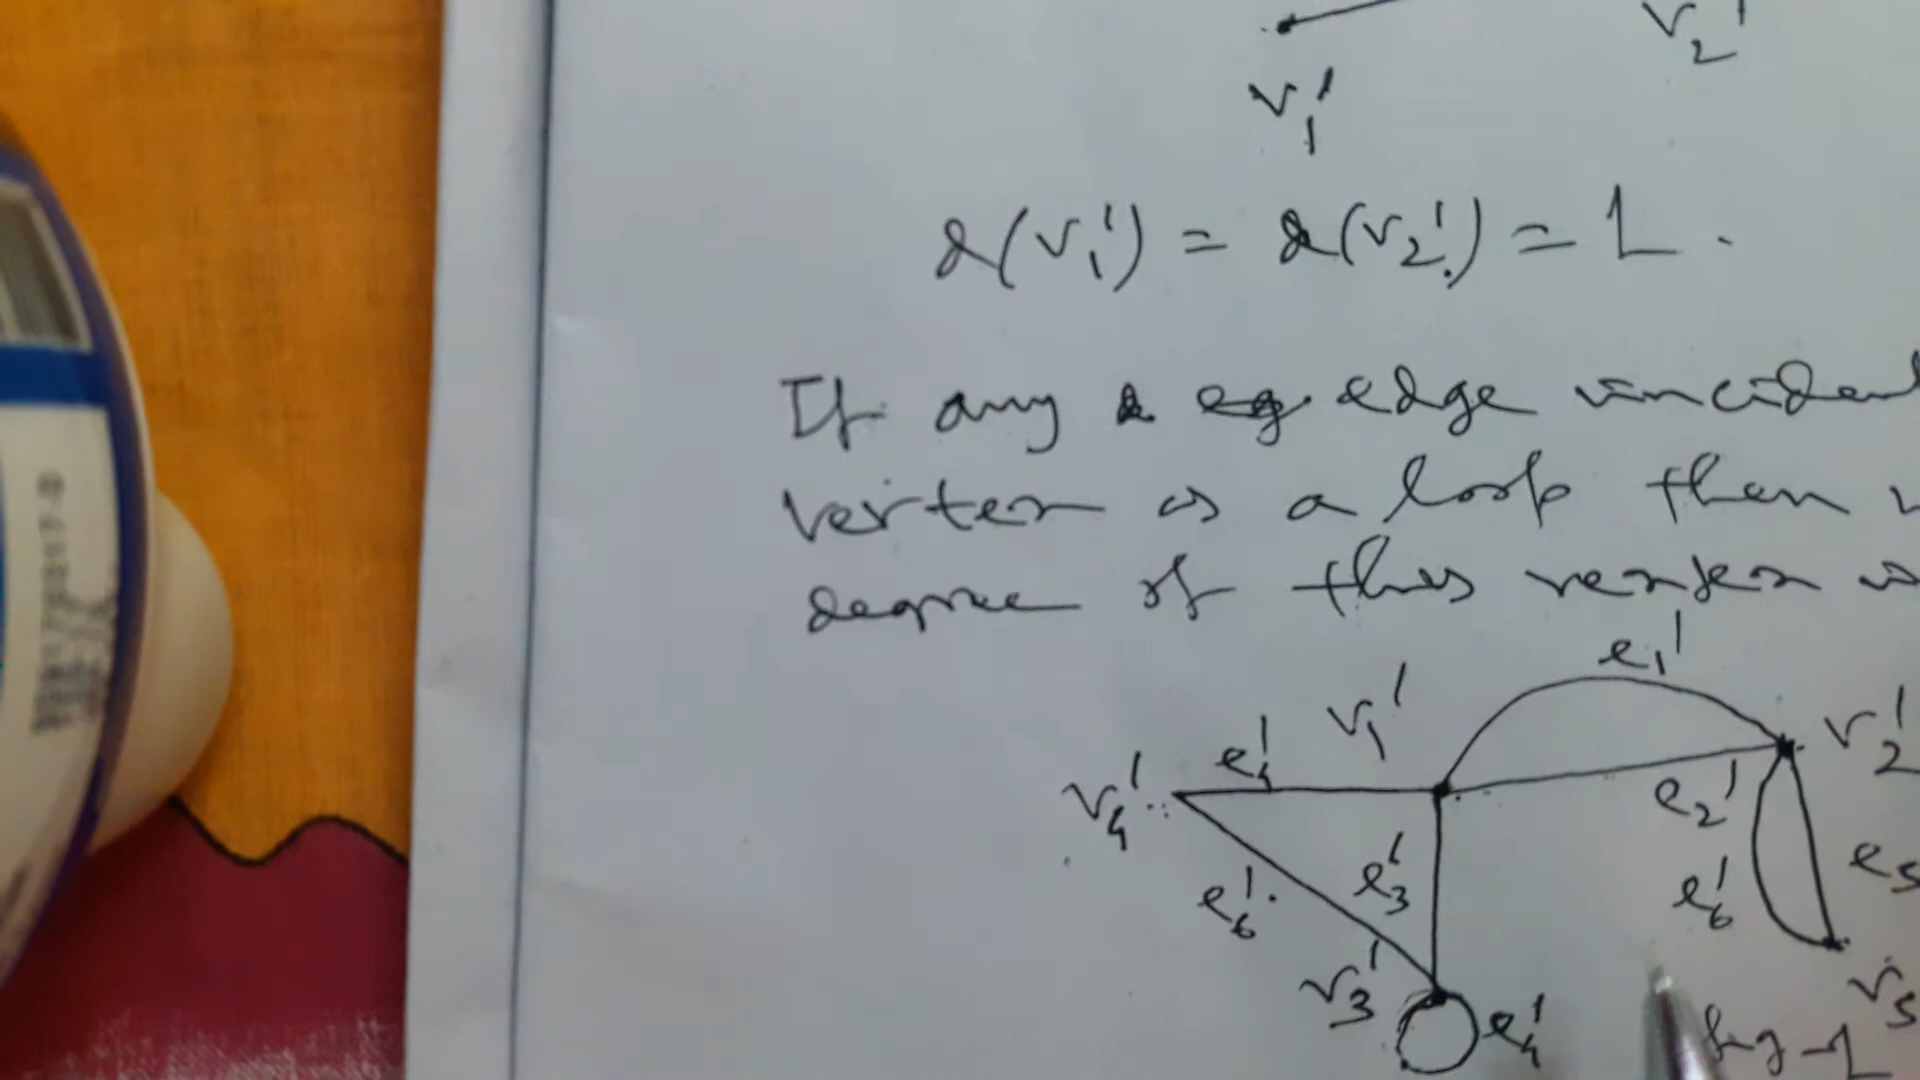 v₂'
v₁'
d(v₁') = d(v₂') = 1.
If any edge incident
vertex is a loop then
degree of this vertex is
e₁'
v₁'
v₂'
e₄'
v₄'
e₂'
e₃'
e₅
e₆'
e₆'
v₃'
v₅
e₄'
fig-1